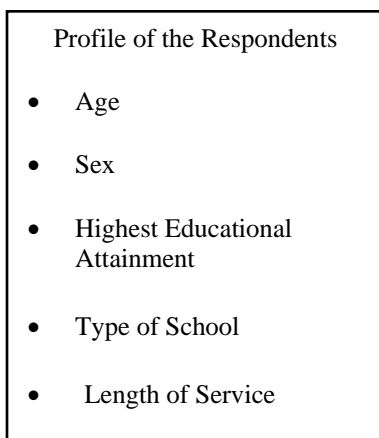 Profile of the Respondents
• Age
• Sex
• Highest Educational
Attainment
• Type of School
• Length of Service